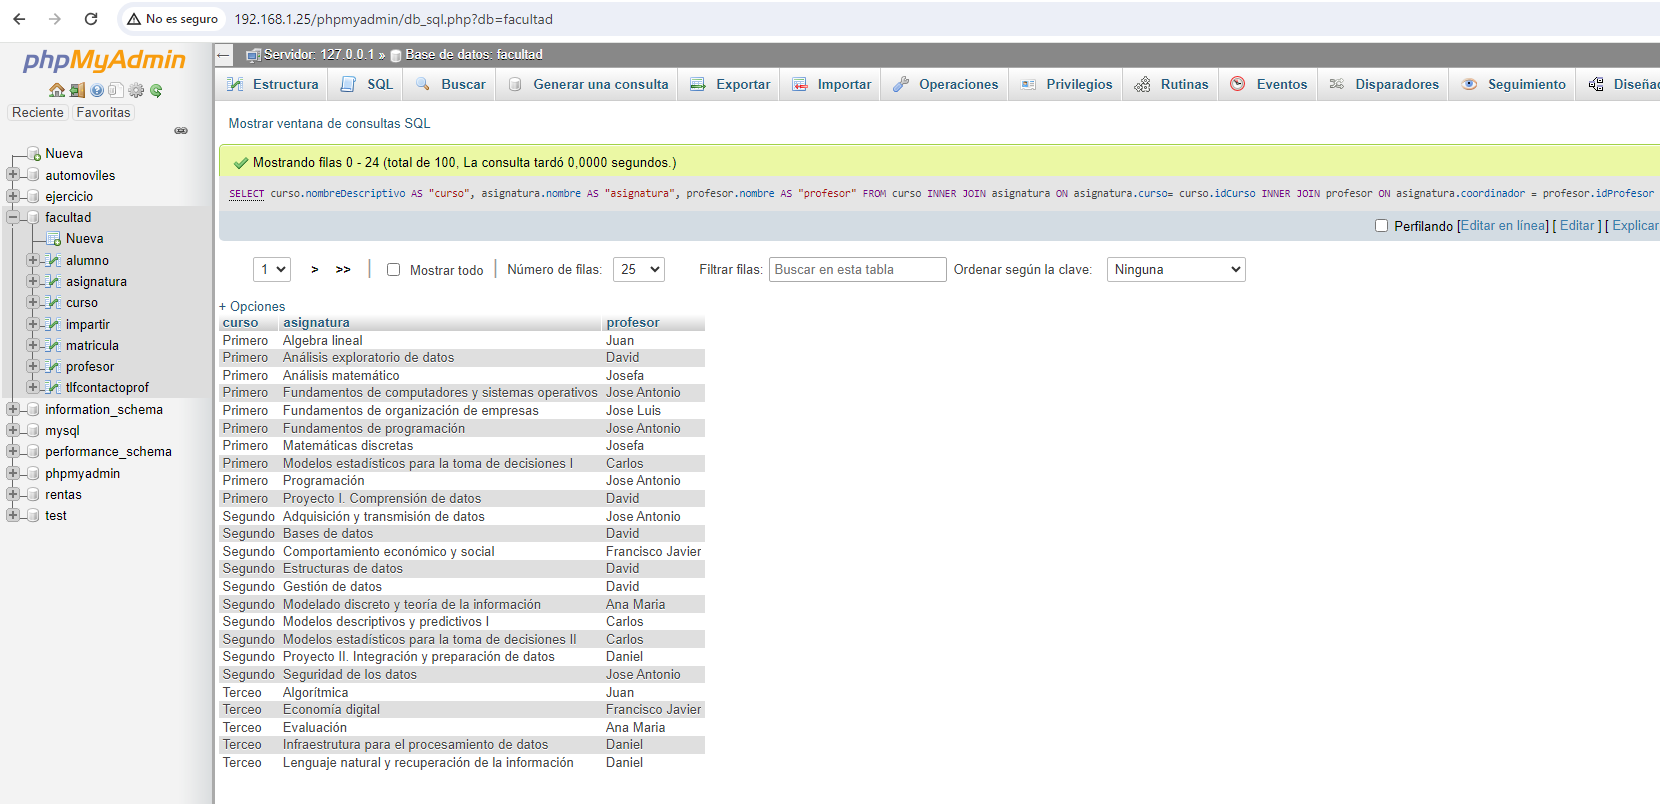 No es seguro 192.168.1.25/phpmyadmin/db_sql.php?db=facultad
phpMyAdmin
Reciente Favoritas
Nueva
automoviles
ejercicio
facultad
Nueva
alumno
asignatura
curso
impartir
matricula
profesor
tlfcontactoprof
information_schema
mysql
performance_schema
phpmyadmin
rentas
test
Servidor: 127.0.0.1 » Base de datos: facultad
Estructura SQL Buscar Generar una consulta Exportar Importar Operaciones Privilegios Rutinas Eventos Disparadores Seguimiento Diseñad
Mostrar ventana de consultas SQL
Mostrando filas 0 - 24 (total de 100, La consulta tardó 0,0000 segundos.)
SELECT curso.nombreDescriptivo AS "curso", asignatura.nombre AS "asignatura", profesor.nombre AS "profesor" FROM curso INNER JOIN asignatura ON asignatura.curso= curso.idCurso INNER JOIN profesor ON asignatura.coordinador = profesor.idProfesor
Perfilando [Editar en línea] [ Editar ] [ Explicar
1 > >> | Mostrar todo | Número de filas: 25 Filtrar filas: Buscar en esta tabla Ordenar según la clave: Ninguna
+ Opciones
curso asignatura profesor
Primero Algebra lineal Juan
Primero Análisis exploratorio de datos David
Primero Análisis matemático Josefa
Primero Fundamentos de computadores y sistemas operativos Jose Antonio
Primero Fundamentos de organización de empresas Jose Luis
Primero Fundamentos de programación Jose Antonio
Primero Matemáticas discretas Josefa
Primero Modelos estadísticos para la toma de decisiones I Carlos
Primero Programación Jose Antonio
Primero Proyecto I. Comprensión de datos David
Segundo Adquisición y transmisión de datos Jose Antonio
Segundo Bases de datos David
Segundo Comportamiento económico y social Francisco Javier
Segundo Estructuras de datos David
Segundo Gestión de datos David
Segundo Modelado discreto y teoría de la información Ana Maria
Segundo Modelos descriptivos y predictivos I Carlos
Segundo Modelos estadísticos para la toma de decisiones II Carlos
Segundo Proyecto II. Integración y preparación de datos Daniel
Segundo Seguridad de los datos Jose Antonio
Terceo Algorítmica Juan
Terceo Economía digital Francisco Javier
Terceo Evaluación Ana Maria
Terceo Infraestrutura para el procesamiento de datos Daniel
Terceo Lenguaje natural y recuperación de la información Daniel